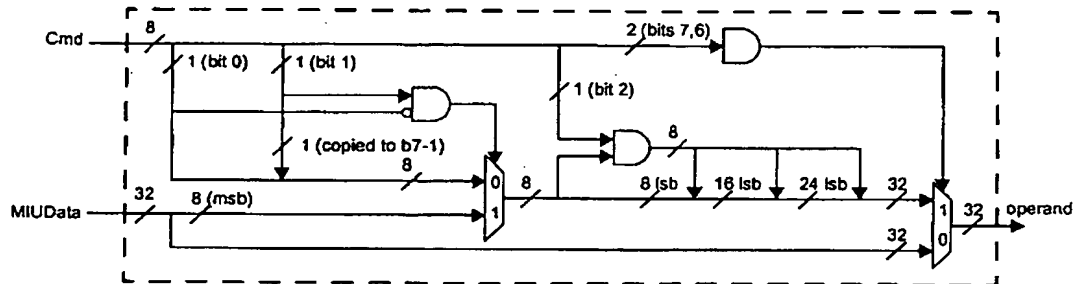 Cmd
8
2 (bits 7,6)
1 (bit 0)
1 (bit 1)
1 (bit 2)
1 (copied to b7-1)
8
8
0
1
8
8 lsb
16 lsb
24 lsb
32
1
0
32
operand
MIUData
32
8 (msb)
32